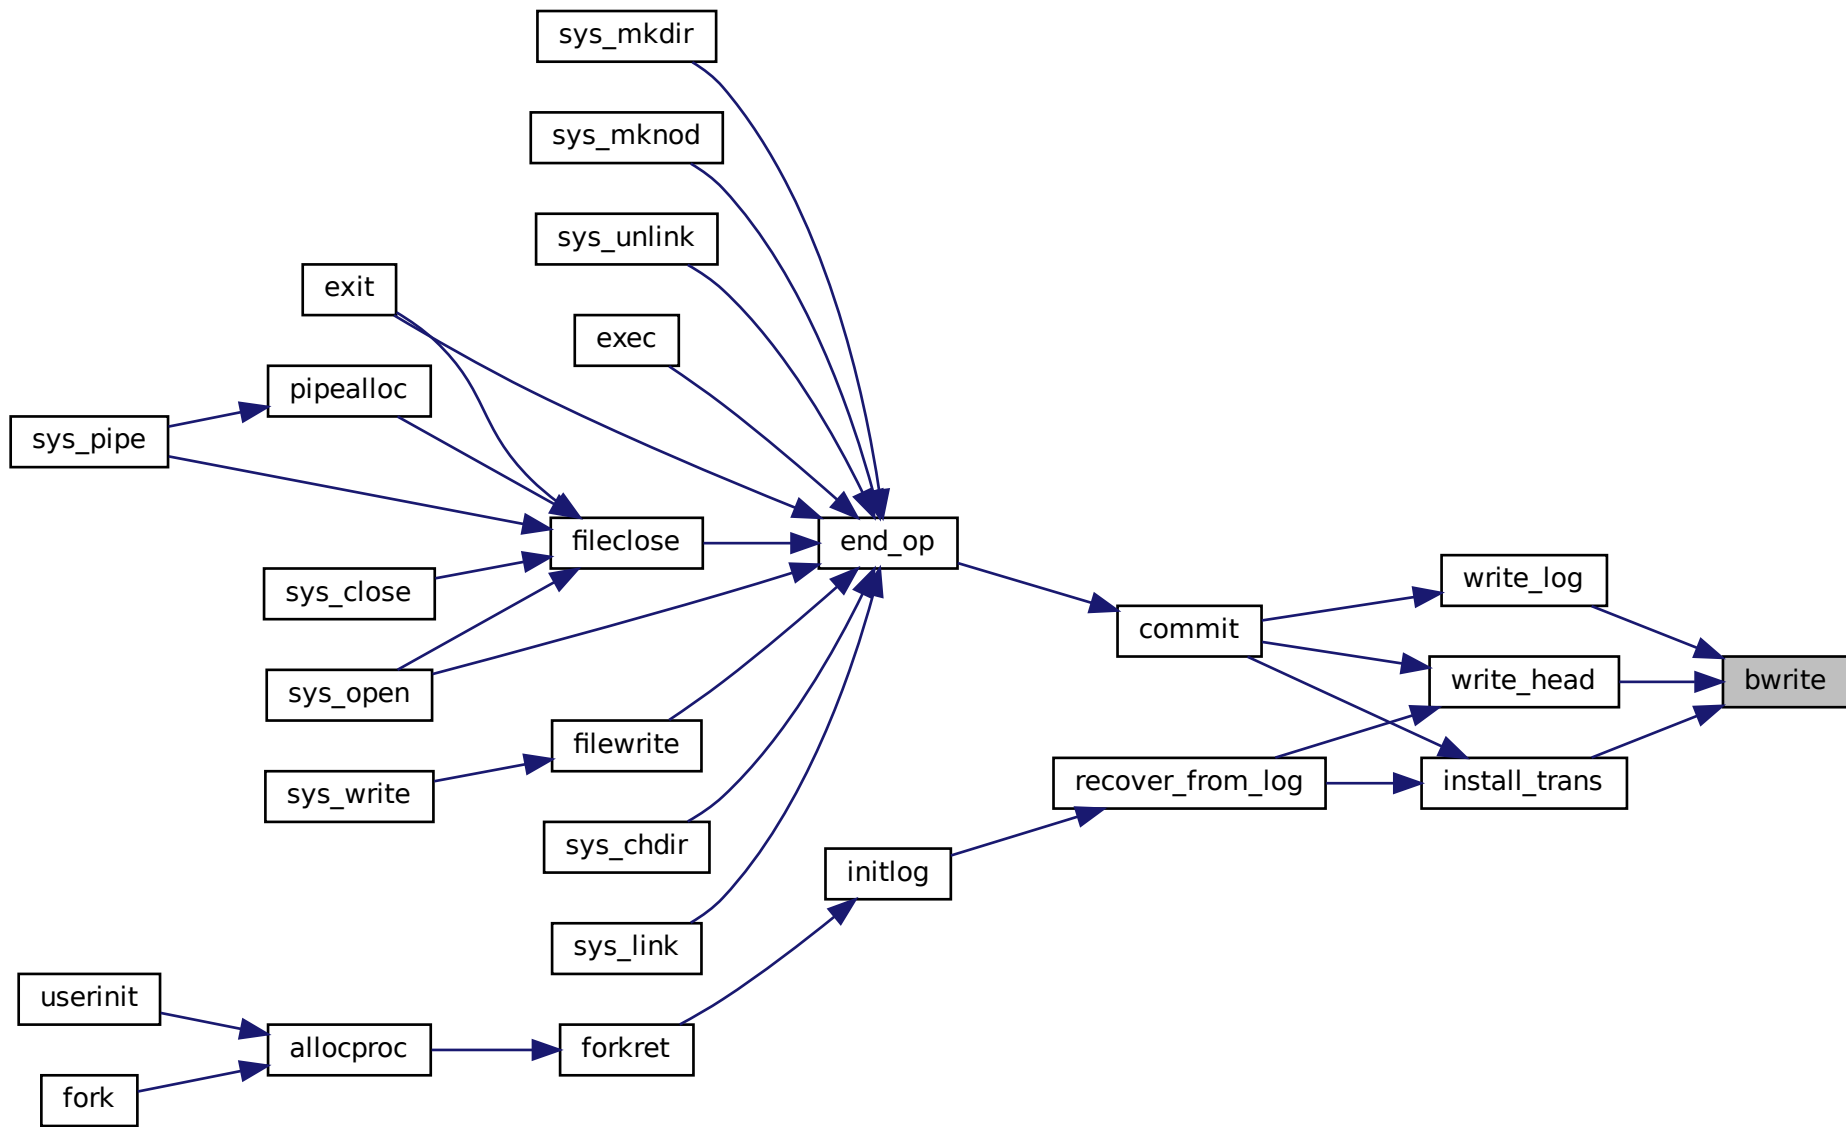 sys_mkdir
sys_mknod
sys_unlink
exit
exec
pipealloc
sys_pipe
fileclose
end_op
write_log
sys_close
commit
write_head
bwrite
sys_open
filewrite
recover_from_log
install_trans
sys_write
sys_chdir
initlog
sys_link
userinit
allocproc
forkret
fork